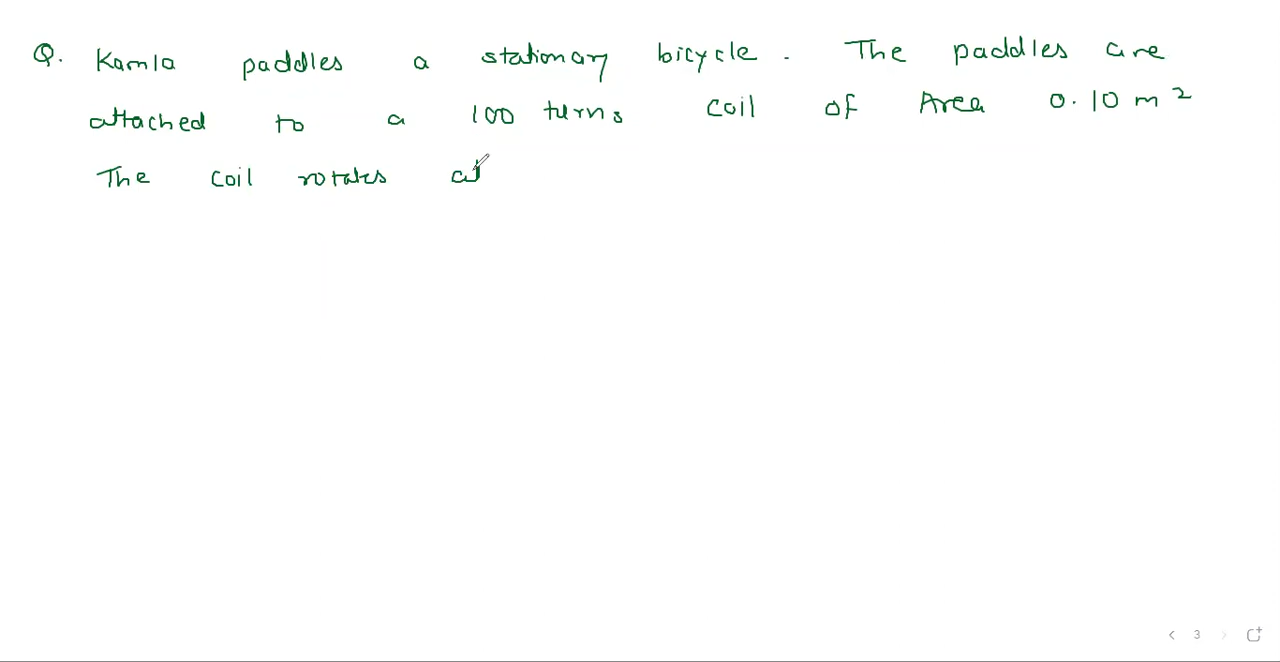 Q. Kamla paddles a stationary bicycle. The paddles are
attached to a 100 turns coil of Area 0.10 m²
The coil rotates at
3